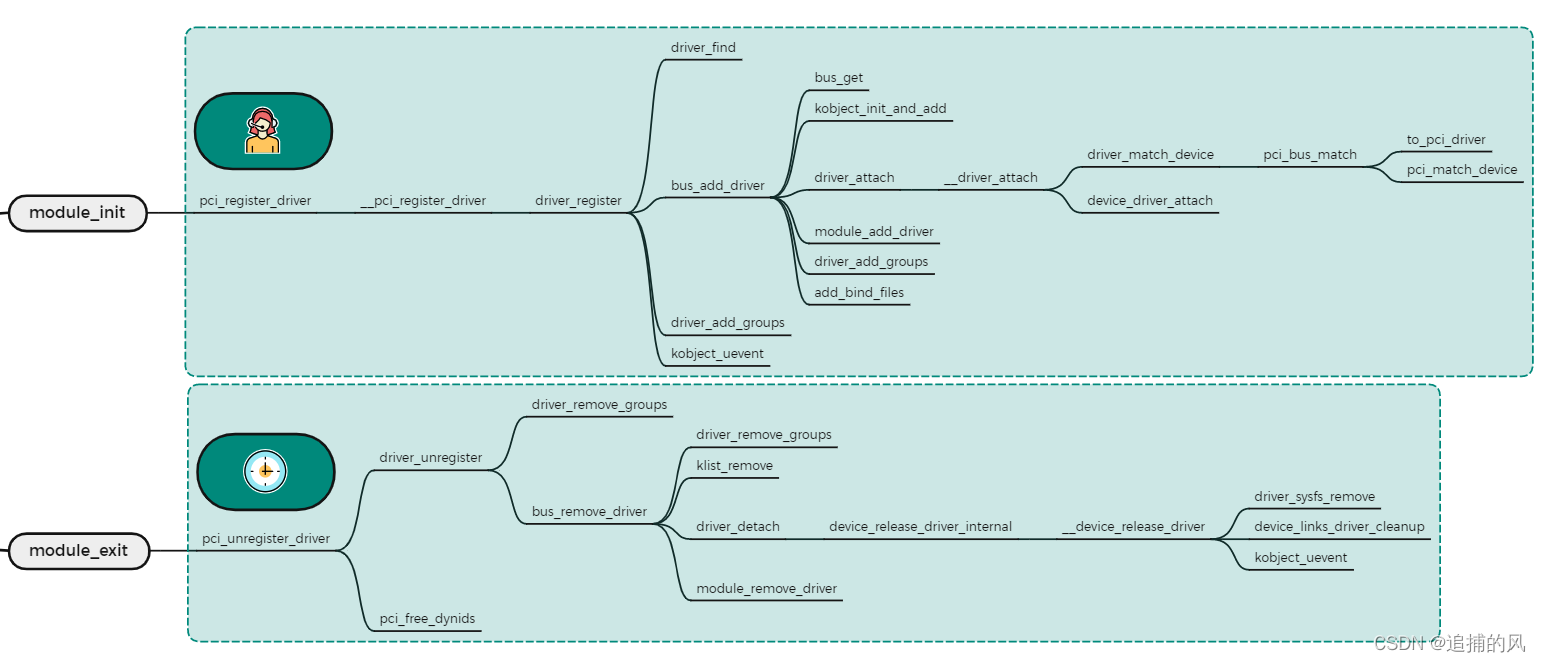 module_init
pci_register_driver
__pci_register_driver
driver_register
driver_find
bus_add_driver
bus_get
kobject_init_and_add
driver_attach
__driver_attach
driver_match_device
pci_bus_match
to_pci_driver
pci_match_device
device_driver_attach
module_add_driver
driver_add_groups
add_bind_files
driver_add_groups
kobject_uevent
module_exit
pci_unregister_driver
driver_unregister
driver_remove_groups
bus_remove_driver
driver_remove_groups
klist_remove
driver_detach
device_release_driver_internal
__device_release_driver
driver_sysfs_remove
device_links_driver_cleanup
kobject_uevent
module_remove_driver
pci_free_dynids
CSDN @追捕的风